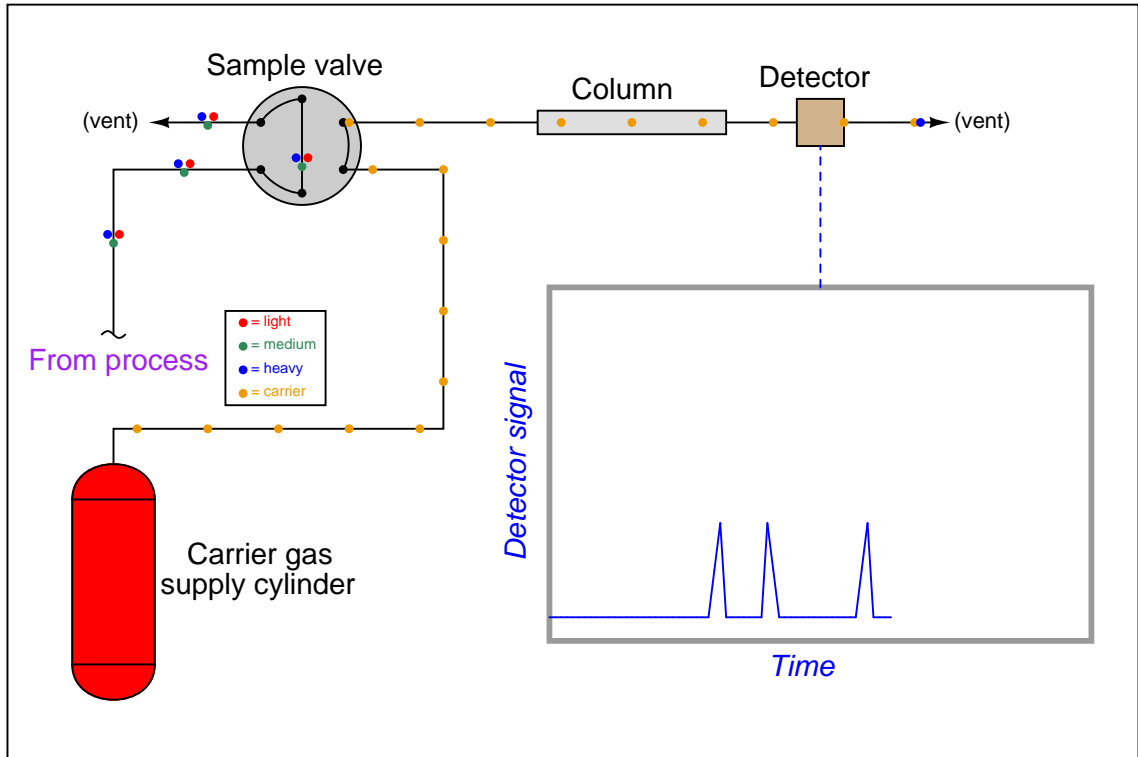 Sample valve
Column
Detector
(vent)
(vent)
From process
= light
= medium
= heavy
= carrier
Detector signal
Carrier gas
supply cylinder
Time